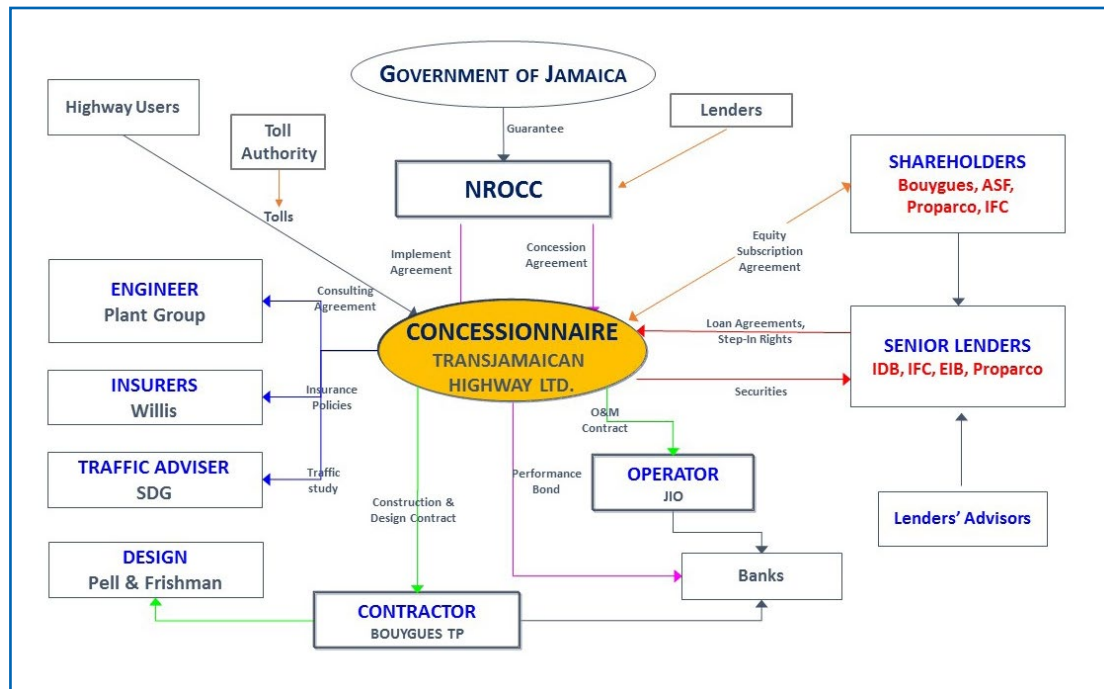 GOVERNMENT OF JAMAICA
Highway Users
Toll
Authority
Guarantee
Lenders
NROCC
SHAREHOLDERS
Bouygues, ASF,
Proparco, IFC
Tolls
Implement
Agreement
Concession
Agreement
Equity
Subscription
Agreement
ENGINEER
Plant Group
Consulting
Agreement
CONCESSIONNAIRE
TRANSJAMAICAN
HIGHWAY LTD.
Loan Agreements,
Step-In Rights
SENIOR LENDERS
IDB, IFC, EIB, Proparco
Securities
INSURERS
Willis
Insurance
Policies
O&M
Contract
TRAFFIC ADVISER
SDG
Traffic
study
Performance
Bond
OPERATOR
JIO
Construction &
Design Contract
Lenders' Advisors
DESIGN
Pell & Frishman
Banks
CONTRACTOR
BOUYGUES TP